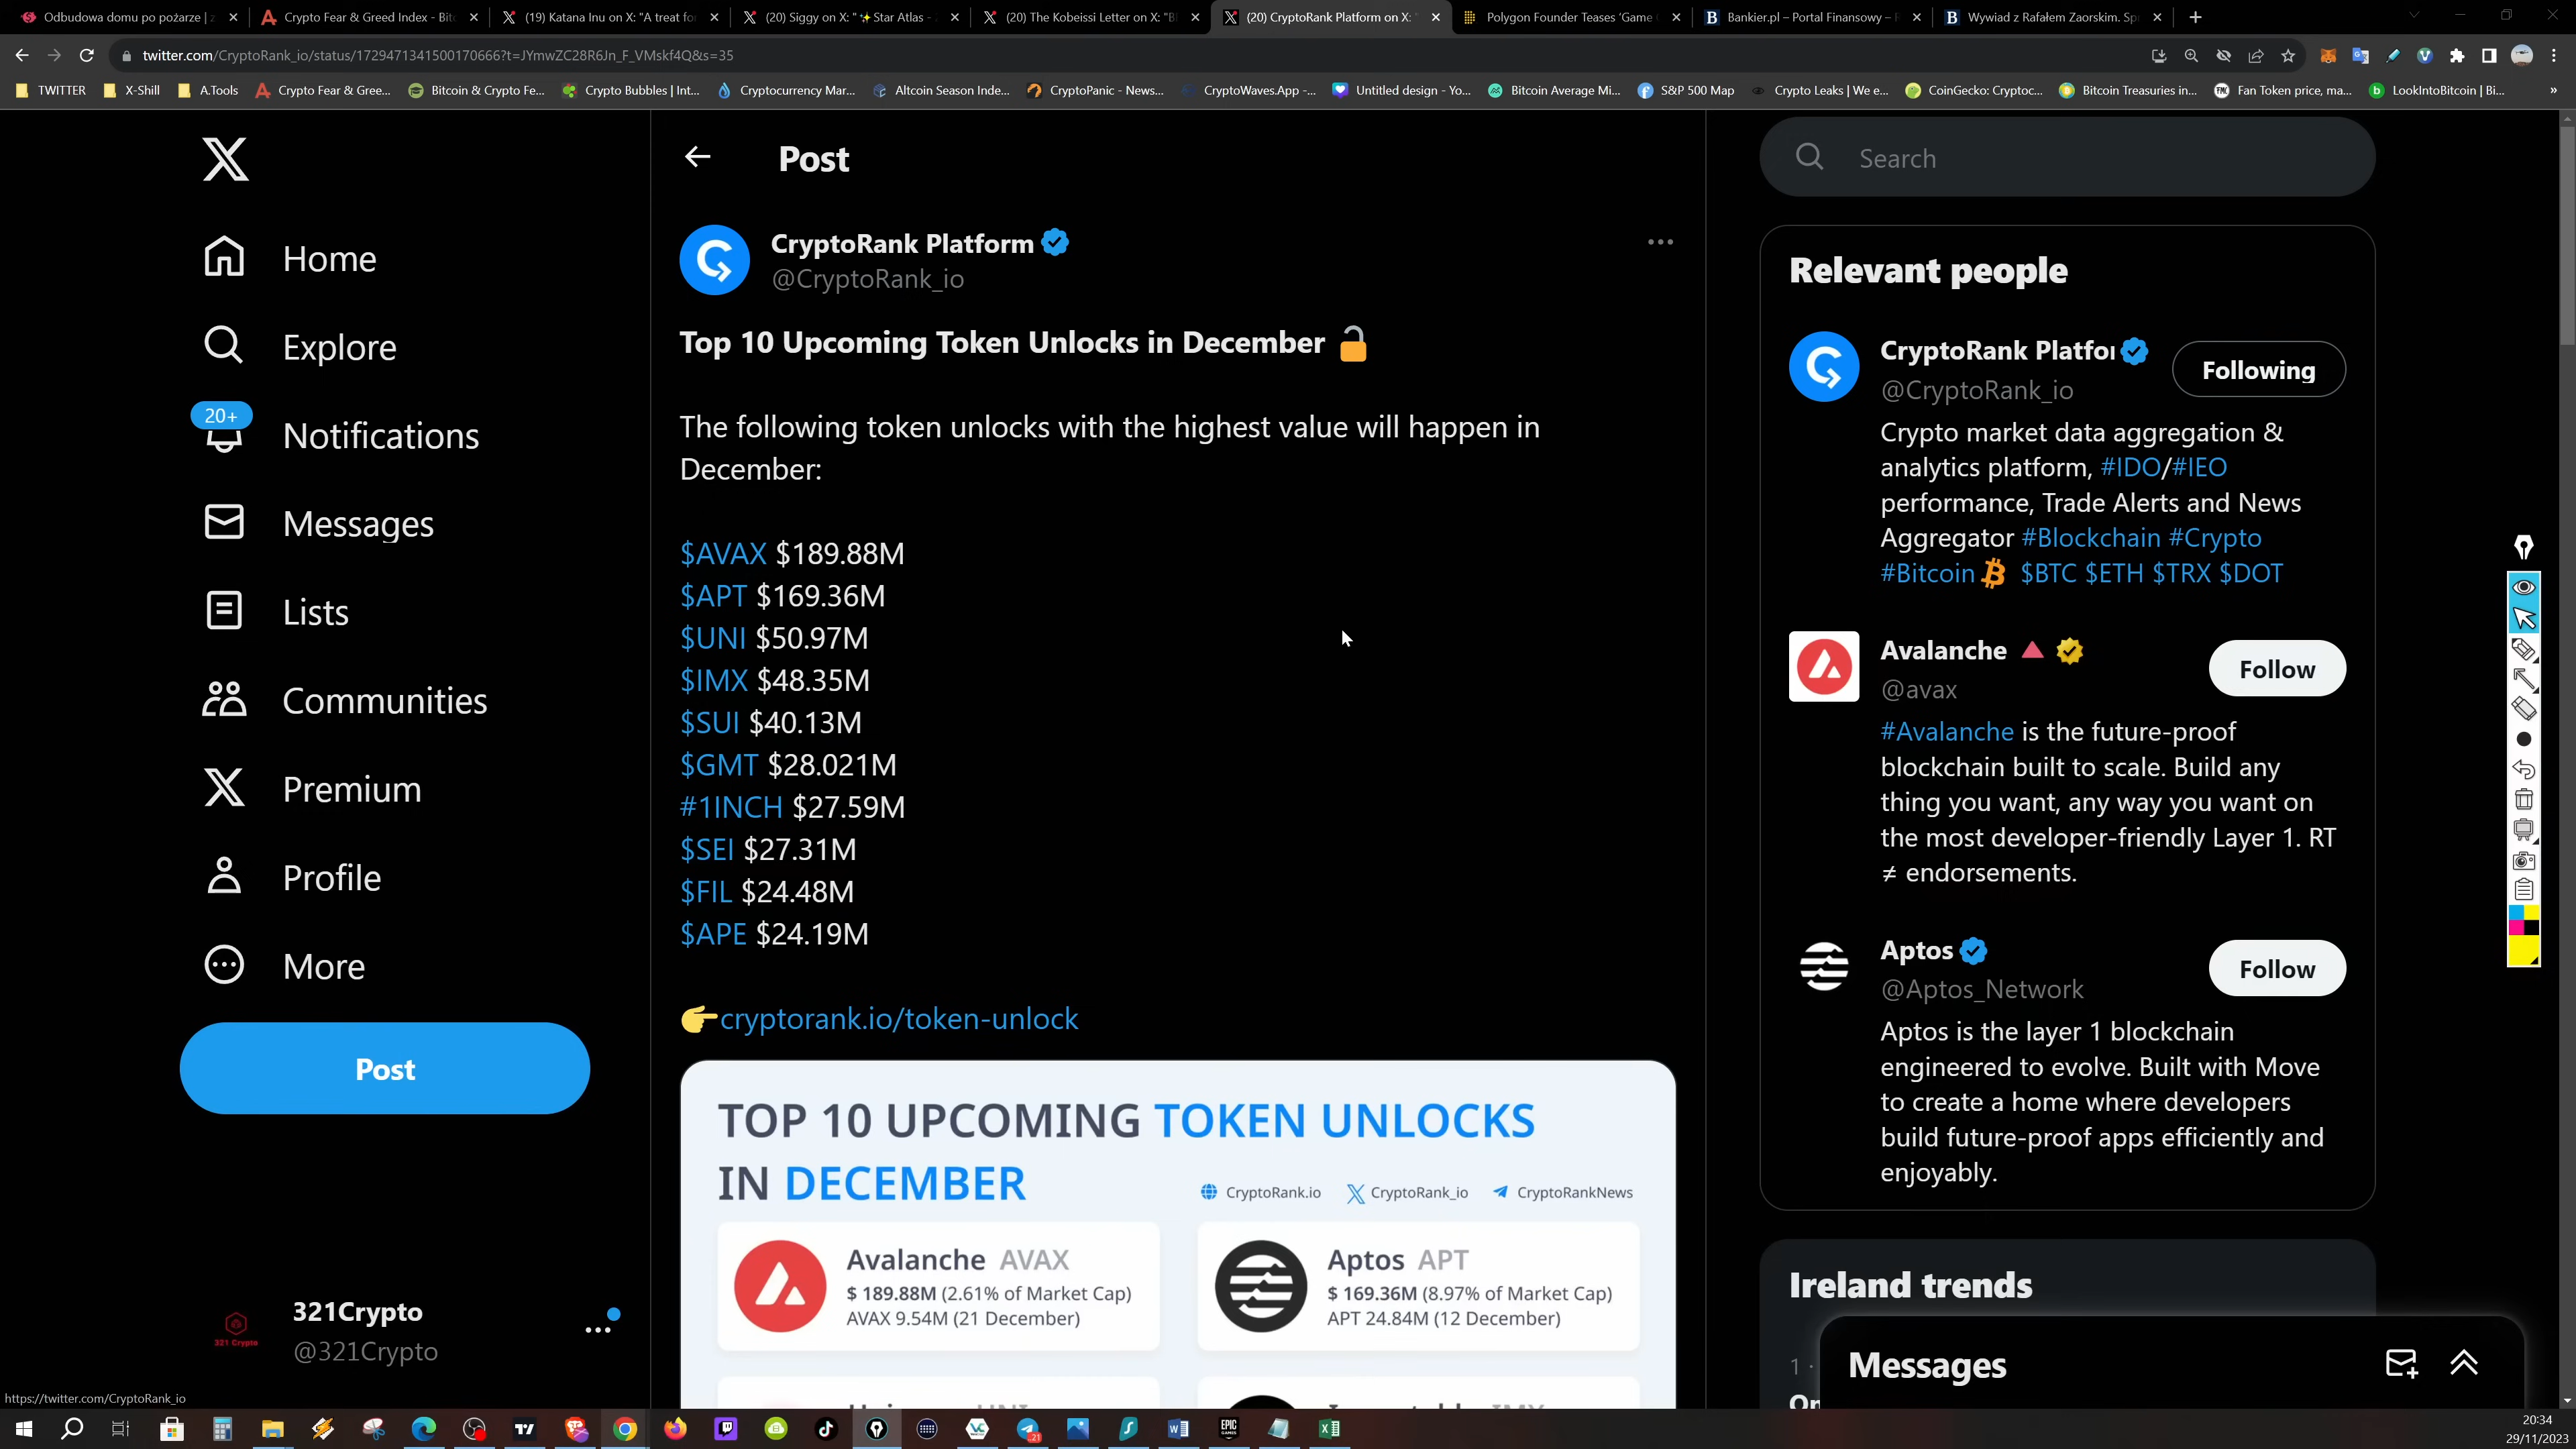 Odbudowa domu po pożarze | z
Crypto Fear & Greed Index - Bit
(19) Katana Inu on X: "A treat fo
(20) Siggy on X: "✨Star Atlas -
(20) The Kobeissi Letter on X: "B
(20) CryptoRank Platform on X: "
Polygon Founder Teases 'Game
Bankier.pl – Portal Finansowy –
Wywiad z Rafałem Zaorskim. Sp
twitter.com/CryptoRank_io/status/1729471341500170666?t=JYmwZC28R6Jn_F_VMskf4Q&s=35
TWITTER
X-Shill
A.Tools
Crypto Fear & Gree...
Bitcoin & Crypto Fe...
Crypto Bubbles | Int...
Cryptocurrency Mar...
Altcoin Season Inde...
CryptoPanic - News...
CryptoWaves.App -...
Untitled design - Yo...
Bitcoin Average Mi...
S&P 500 Map
Crypto Leaks | We e...
CoinGecko: Cryptoc...
Bitcoin Treasuries in...
Fan Token price, ma...
LookIntoBitcoin | Bi...
Home
Explore
20+
Notifications
Messages
Lists
Communities
Premium
Profile
More
Post
321 Crypto
321Crypto
@321Crypto
https://twitter.com/CryptoRank_io
Post
CryptoRank Platform
@CryptoRank_io
Top 10 Upcoming Token Unlocks in December 🔓
The following token unlocks with the highest value will happen in
December:
$AVAX $189.88M
$APT $169.36M
$UNI $50.97M
$IMX $48.35M
$SUI $40.13M
$GMT $28.021M
#1INCH $27.59M
$SEI $27.31M
$FIL $24.48M
$APE $24.19M
👉cryptorank.io/token-unlock
TOP 10 UPCOMING TOKEN UNLOCKS
IN DECEMBER
CryptoRank.io
CryptoRank_io
CryptoRankNews
Avalanche AVAX
$ 189.88M (2.61% of Market Cap)
AVAX 9.54M (21 December)
Aptos APT
$ 169.36M (8.97% of Market Cap)
APT 24.84M (12 December)
Search
Relevant people
CryptoRank Platfor
@CryptoRank_io
Following
Crypto market data aggregation &
analytics platform, #IDO/#IEO
performance, Trade Alerts and News
Aggregator #Blockchain #Crypto
#Bitcoin $BTC $ETH $TRX $DOT
Avalanche 🔺
@avax
Follow
#Avalanche is the future-proof
blockchain built to scale. Build any
thing you want, any way you want on
the most developer-friendly Layer 1. RT
≠ endorsements.
Aptos
@Aptos_Network
Follow
Aptos is the layer 1 blockchain
engineered to evolve. Built with Move
to create a home where developers
build future-proof apps efficiently and
enjoyably.
Ireland trends
1 ·
Messages
20:34
29/11/2023